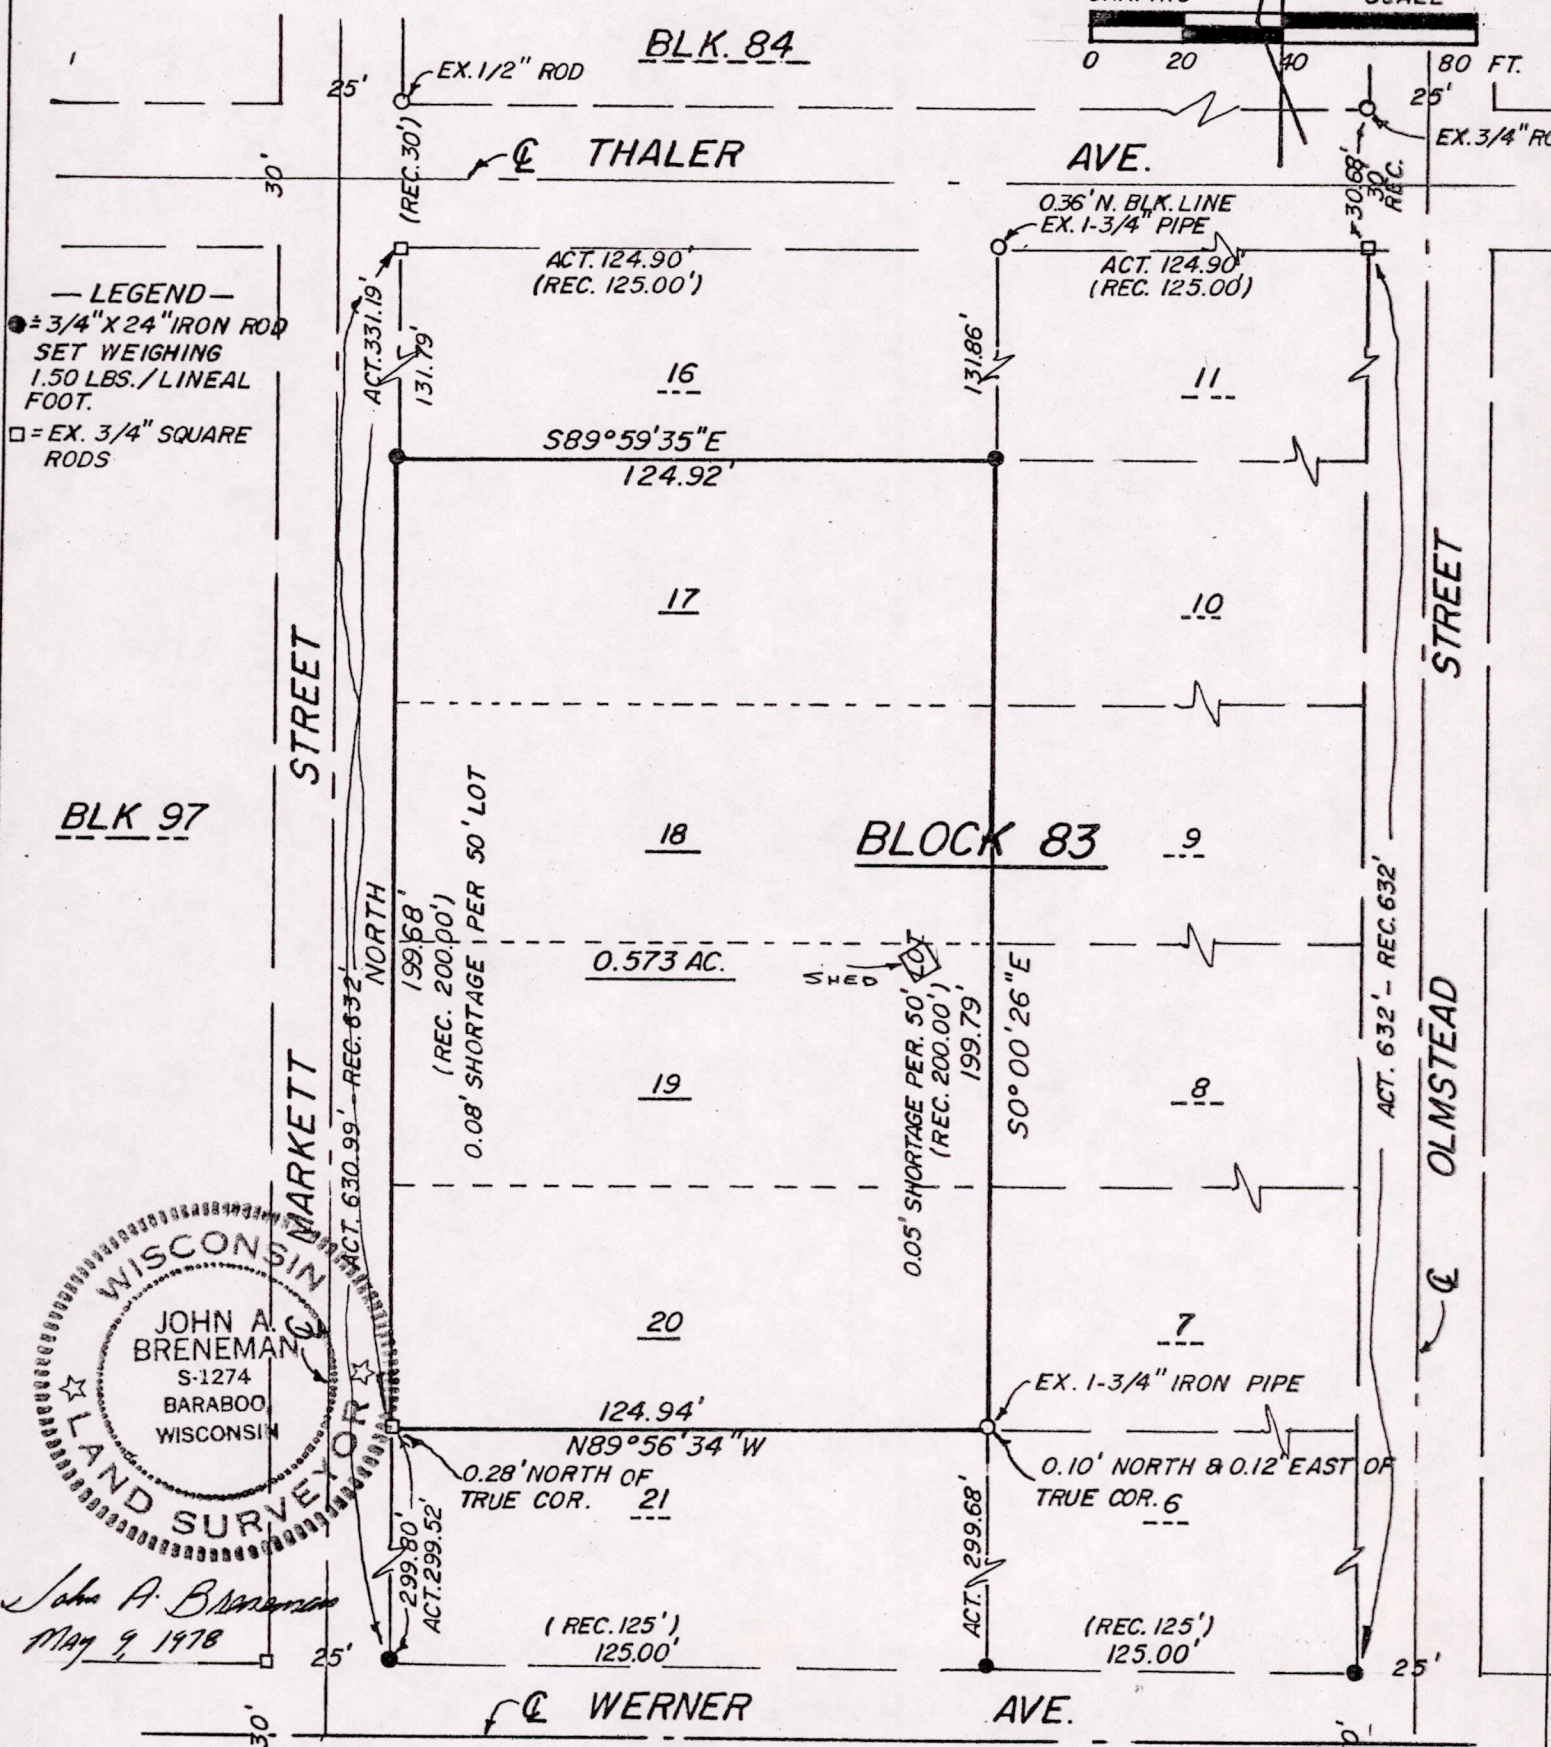 BLK. 84
0 20 40 80 FT.
EX. 1/2" ROD
25'
25'
EX. 3/4" RO
30'
(REC. 30')
℄ THALER AVE.
30.68'
30'
REC.
0.36' N. BLK. LINE
EX. 1-3/4" PIPE
ACT. 124.90'
(REC. 125.00')
ACT. 124.90'
(REC. 125.00')
— LEGEND —
= 3/4" X 24" IRON ROD
SET WEIGHING
1.50 LBS. / LINEAL
FOOT.
= EX. 3/4" SQUARE
RODS
ACT. 331.19'
131.79'
131.86'
16
11
S89°59'35"E
124.92'
17
10
STREET
STREET
BLK 97
18
BLOCK 83
9
NORTH
199.68'
(REC. 200.00')
0.08' SHORTAGE PER 50' LOT
0.573 AC.
SHED
0.05' SHORTAGE PER. 50' LOT
(REC. 200.00')
199.79'
S0°00'26"E
ACT. 632' – REC. 632'
ACT. 630.99' – REC. 632'
19
8
MARKETT
OLMSTEAD
℄
20
7
WISCONSIN
JOHN A.
BRENEMAN
S-1274
BARABOO,
WISCONSIN
LAND SURVEYOR
℄
EX. 1-3/4" IRON PIPE
124.94'
N89°56'34"W
0.28' NORTH OF
TRUE COR.
21
0.10' NORTH & 0.12' EAST OF
TRUE COR.
6
299.80'
ACT. 299.52'
ACT. 299.68'
John A. Breneman
May 9, 1978
25'
(REC. 125')
125.00'
(REC. 125')
125.00'
25'
℄ WERNER AVE.
30'